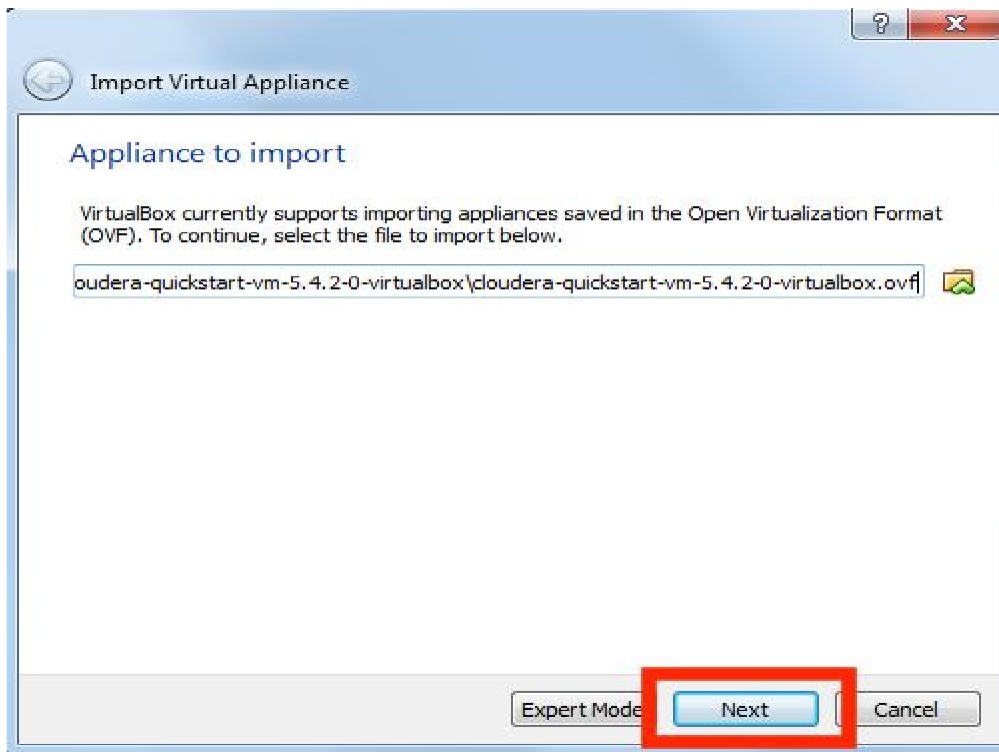 ?
X
Import Virtual Appliance
Appliance to import
VirtualBox currently supports importing appliances saved in the Open Virtualization Format
(OVF). To continue, select the file to import below.
oudera-quickstart-vm-5.4.2-0-virtualbox\cloudera-quickstart-vm-5.4.2-0-virtualbox.ovf
Expert Mode Next Cancel